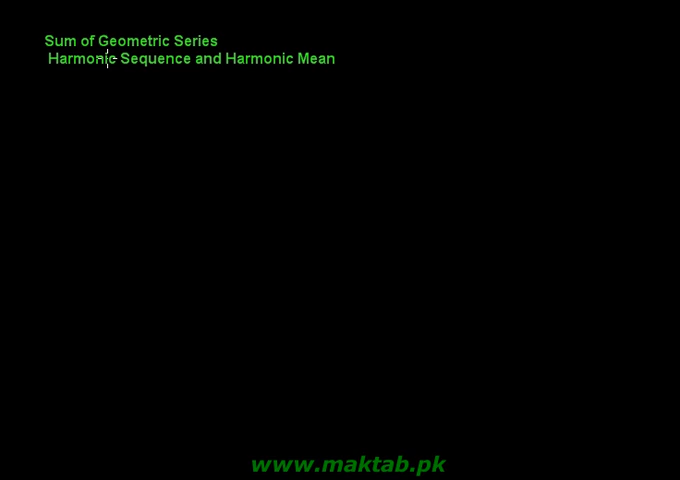 Sum of Geometric Series
Harmonic Sequence and Harmonic Mean
www.maktab.pk